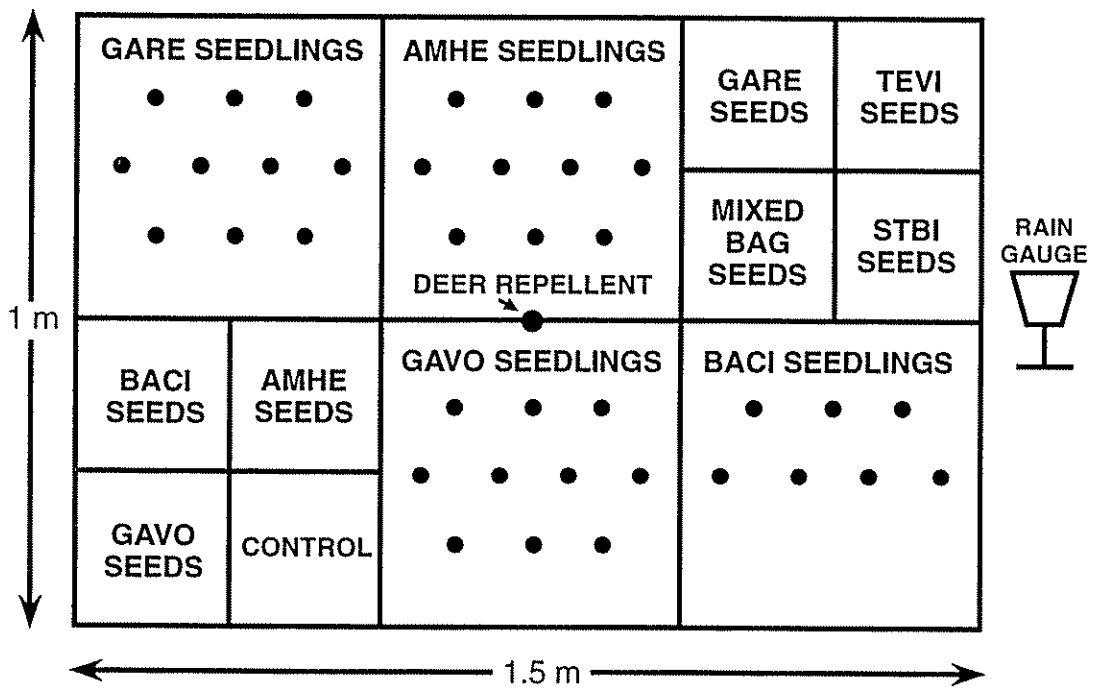 GARE SEEDLINGS
AMHE SEEDLINGS
GARE
SEEDS
TEVI
SEEDS
MIXED
BAG
SEEDS
STBI
SEEDS
RAIN
GAUGE
DEER REPELLENT
1 m
BACI
SEEDS
AMHE
SEEDS
GAVO SEEDLINGS
BACI SEEDLINGS
GAVO
SEEDS
CONTROL
1.5 m